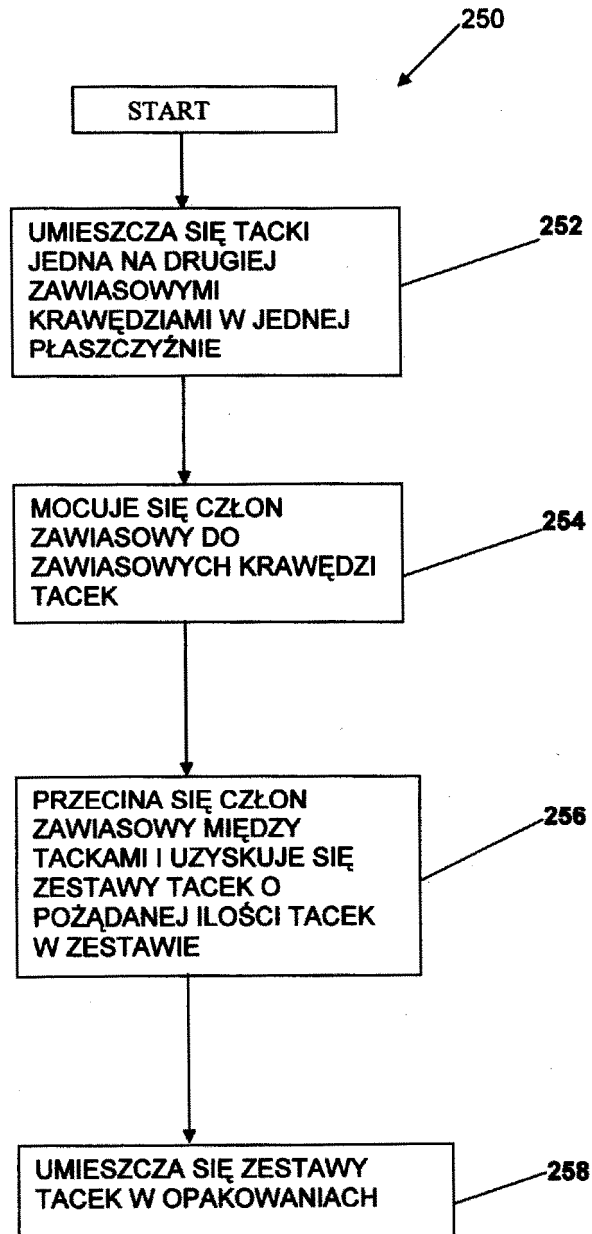 250
START
UMIESZCZA SIĘ TACKI
JEDNA NA DRUGIEJ
ZAWIASOWYMI
KRAWĘDZIAMI W JEDNEJ
PŁASZCZYŹNIE
252
MOCUJE SIĘ CZŁON
ZAWIASOWY DO
ZAWIASOWYCH KRAWĘDZI
TACEK
254
PRZECINA SIĘ CZŁON
ZAWIASOWY MIĘDZY
TACKAMI I UZYSKUJE SIĘ
ZESTAWY TACEK O
POŻĄDANEJ ILOŚCI TACEK
W ZESTAWIE
256
UMIESZCZA SIĘ ZESTAWY
TACEK W OPAKOWANIACH
258